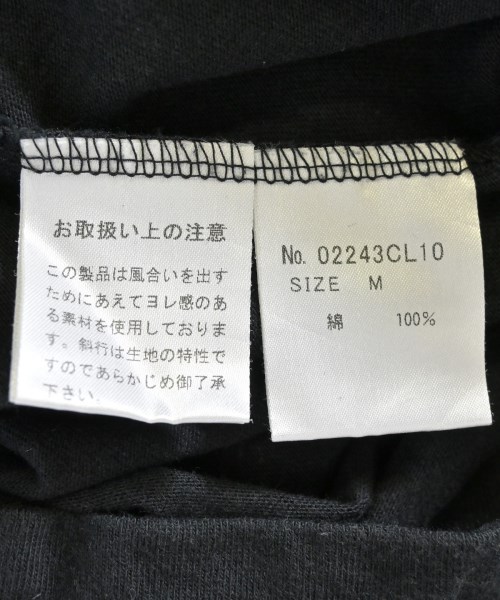 お取扱い上の注意
この製品は風合いを出す
ためにあえてヨレ感のあ
る素材を使用しておりま
す。斜行は生地の特性で
すのであらかじめ御了承
下さい。
No. 02243CL10
SIZE M
綿 100%